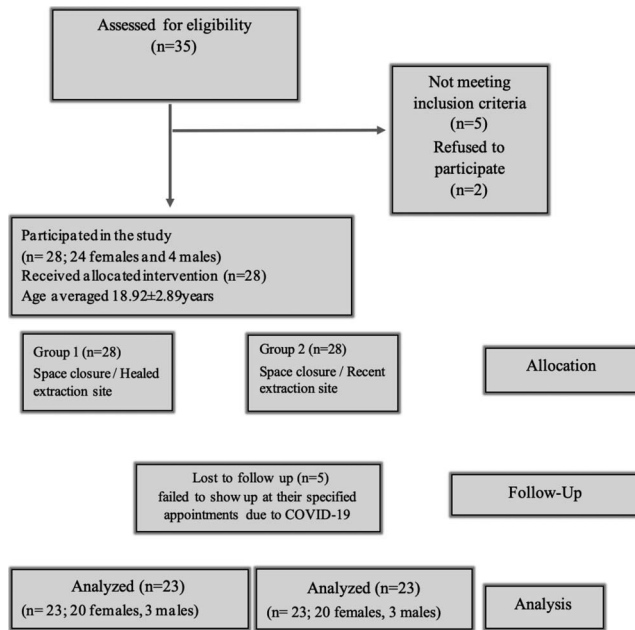 Assessed for eligibility
(n=35)
Not meeting
inclusion criteria
(n=5)
Refused to
participate
(n=2)
Participated in the study
(n= 28; 24 females and 4 males)
Received allocated intervention (n=28)
Age averaged 18.92±2.89years
Group 1 (n=28)
Space closure / Healed
extraction site
Group 2 (n=28)
Space closure / Recent
extraction site
Allocation
Lost to follow up (n=5)
failed to show up at their specified
appointments due to COVID-19
Follow-Up
Analyzed (n=23)
(n= 23; 20 females, 3 males)
Analyzed (n=23)
(n= 23; 20 females, 3 males)
Analysis